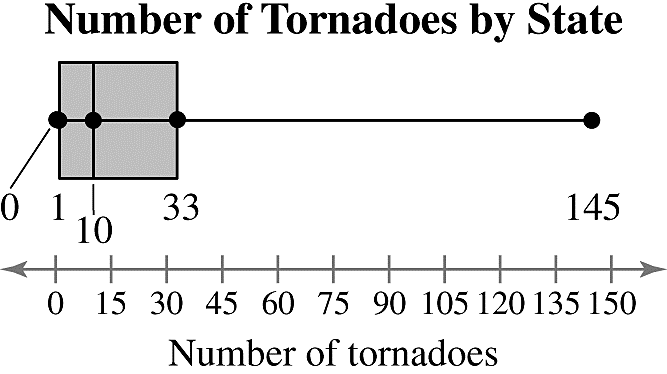 Number of Tornadoes by State
0 1 10 33 145
0 15 30 45 60 75 90 105 120 135 150
Number of tornadoes